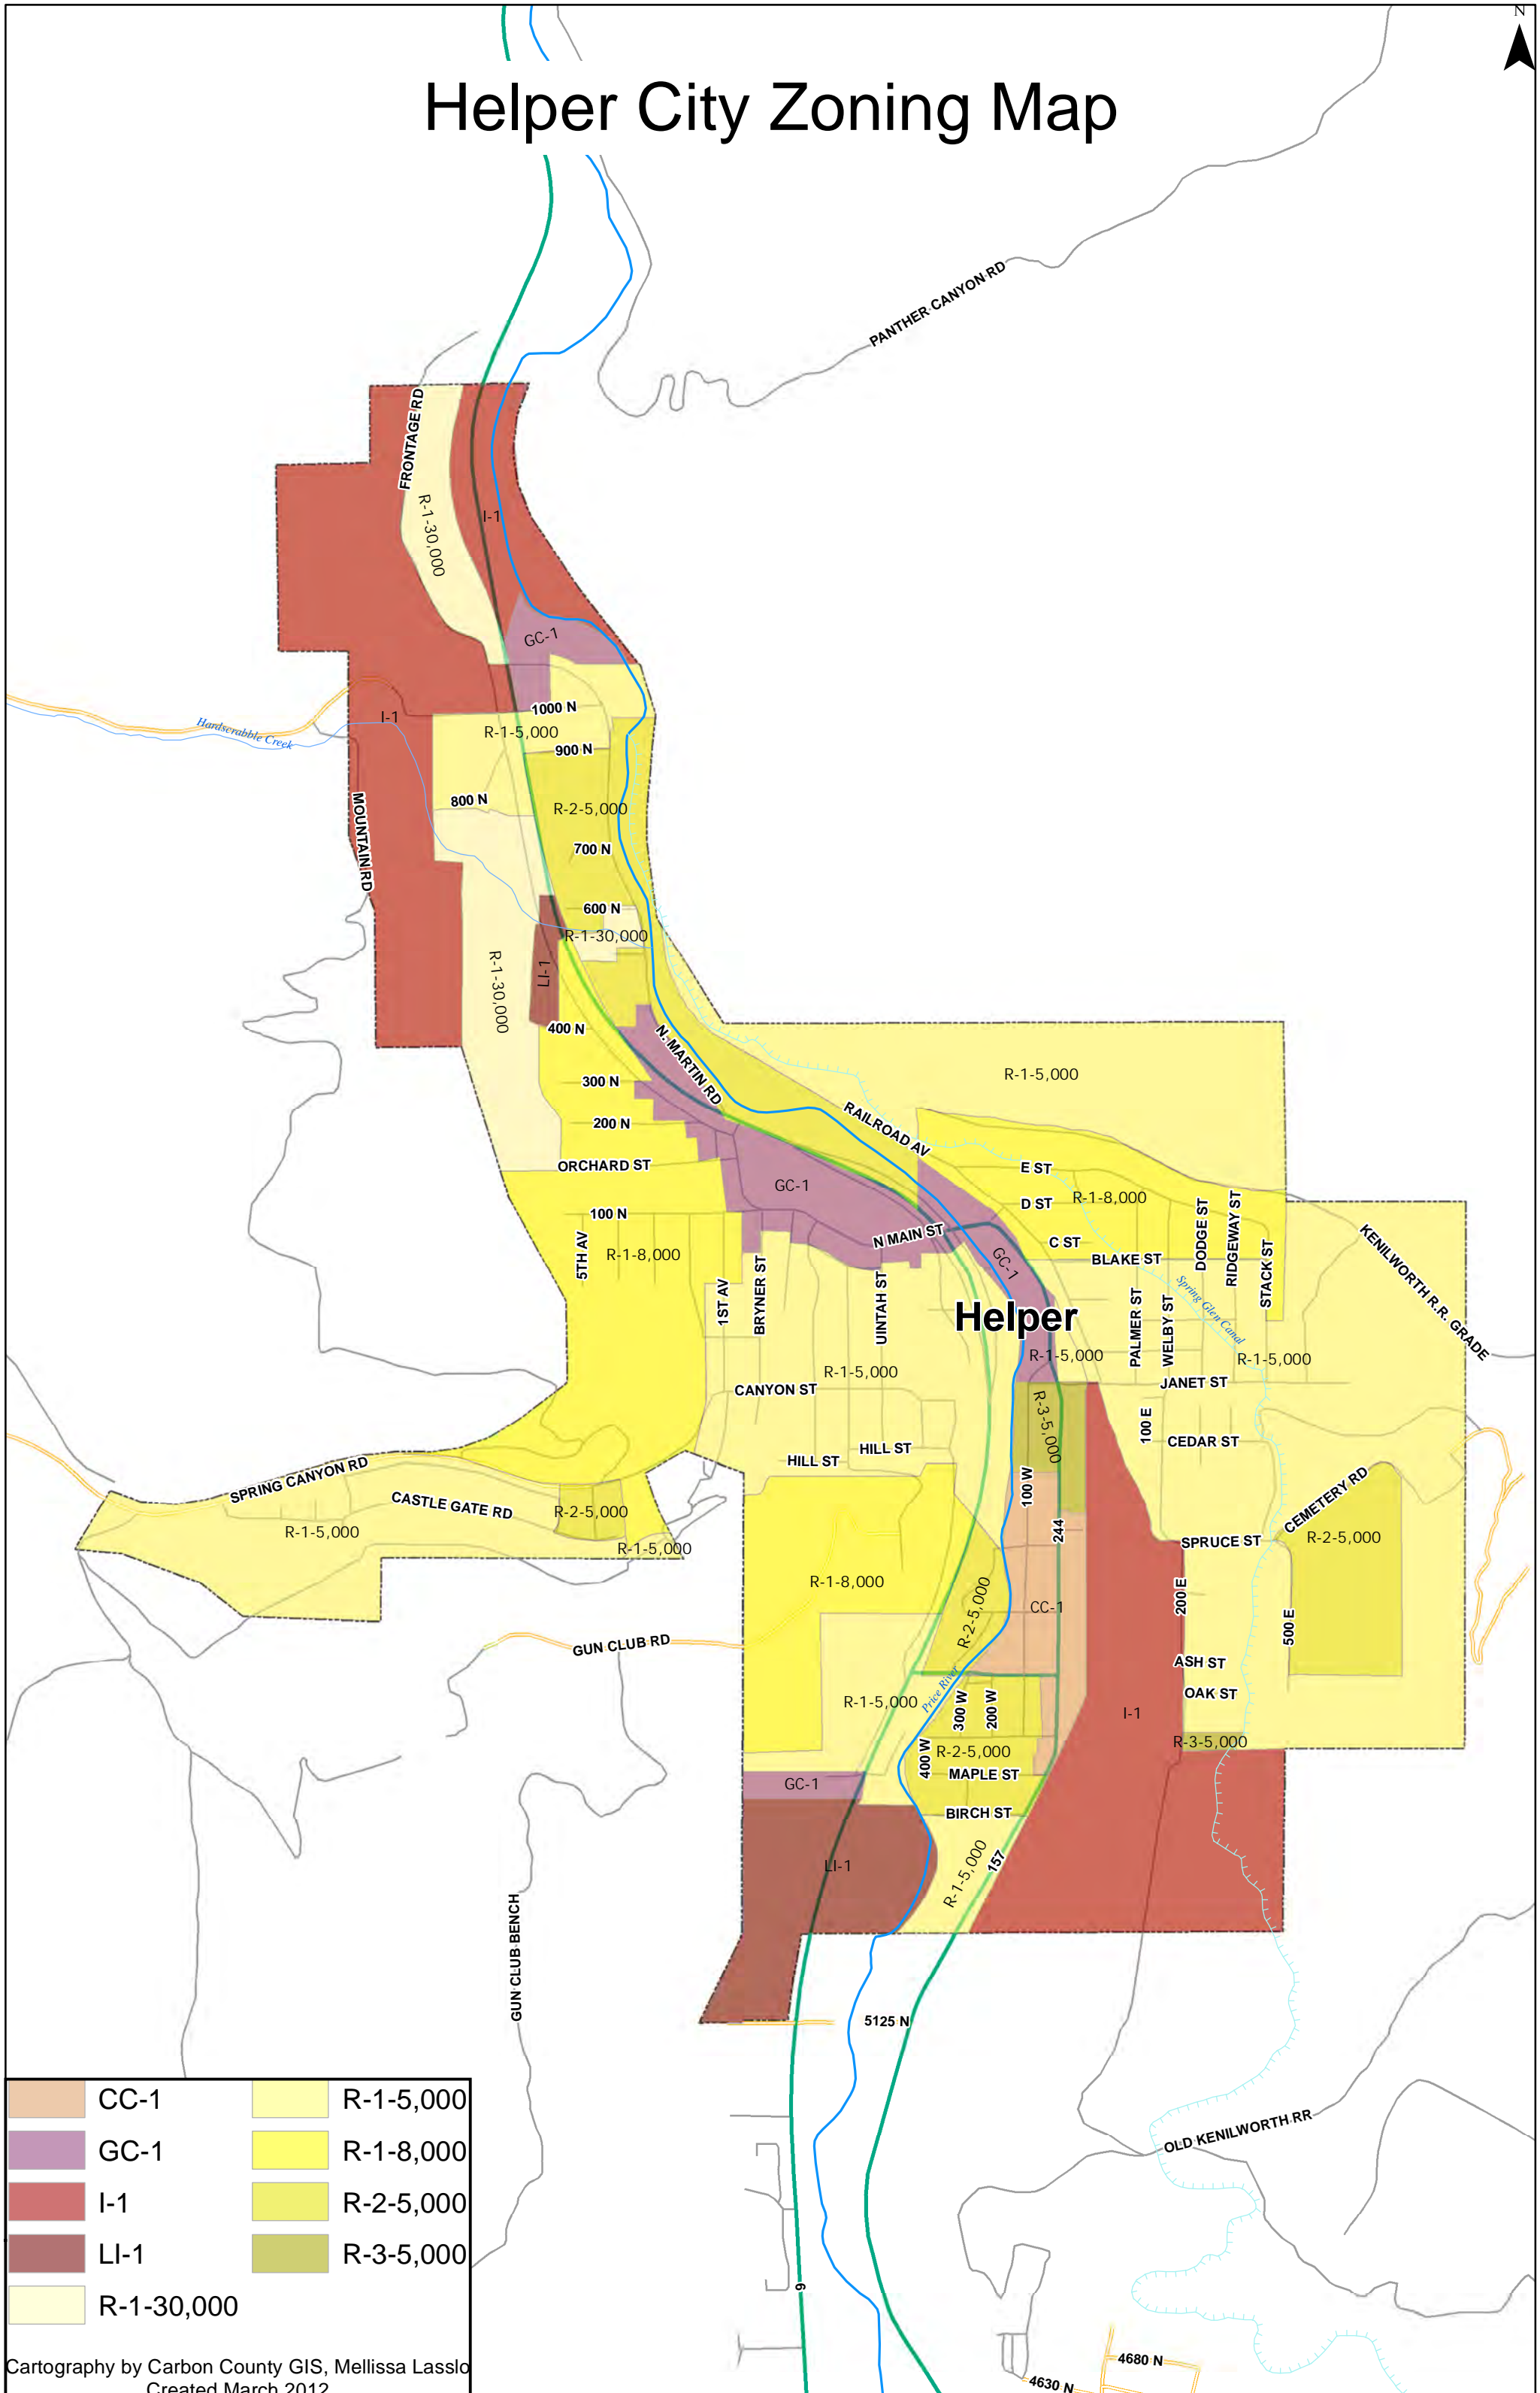 N
Helper City Zoning Map
PANTHER CANYON RD
FRONTAGE RD
R-1-30,000
I-1
GC-1
Hardscrabble Creek
I-1
1000 N
R-1-5,000
900 N
800 N
R-2-5,000
MOUNTAIN RD
700 N
600 N
R-1-30,000
R-1-30,000
LI-1
400 N
N. MARTIN RD
300 N
200 N
ORCHARD ST
R-1-5,000
RAILROAD AV
E ST
GC-1
D ST
R-1-8,000
100 N
5TH AV
R-1-8,000
N MAIN ST
C ST
BLAKE ST
DODGE ST
RIDGEWAY ST
STACK ST
KENILWORTH R.R. GRADE
GC-1
1ST AV
BRYNER ST
UINTAH ST
Helper
PALMER ST
WELBY ST
Spring Glen Canal
R-1-5,000
R-1-5,000
R-1-5,000
CANYON ST
JANET ST
R-3-5,000
100 E
CEDAR ST
HILL ST
HILL ST
SPRING CANYON RD
CASTLE GATE RD
R-2-5,000
R-1-5,000
R-1-5,000
100 W
244
CEMETERY RD
SPRUCE ST
R-2-5,000
R-1-8,000
R-2-5,000
CC-1
200 E
500 E
GUN CLUB RD
ASH ST
OAK ST
Price River
R-1-5,000
300 W
200 W
I-1
R-3-5,000
400 W
R-2-5,000
MAPLE ST
GC-1
BIRCH ST
LI-1
R-1-5,000
157
GUN CLUB BENCH
5125 N
OLD KENILWORTH RR
6
4680 N
4630 N
CC-1
R-1-5,000
GC-1
R-1-8,000
I-1
R-2-5,000
LI-1
R-3-5,000
R-1-30,000
Cartography by Carbon County GIS, Mellissa Lasslo
Created March 2012